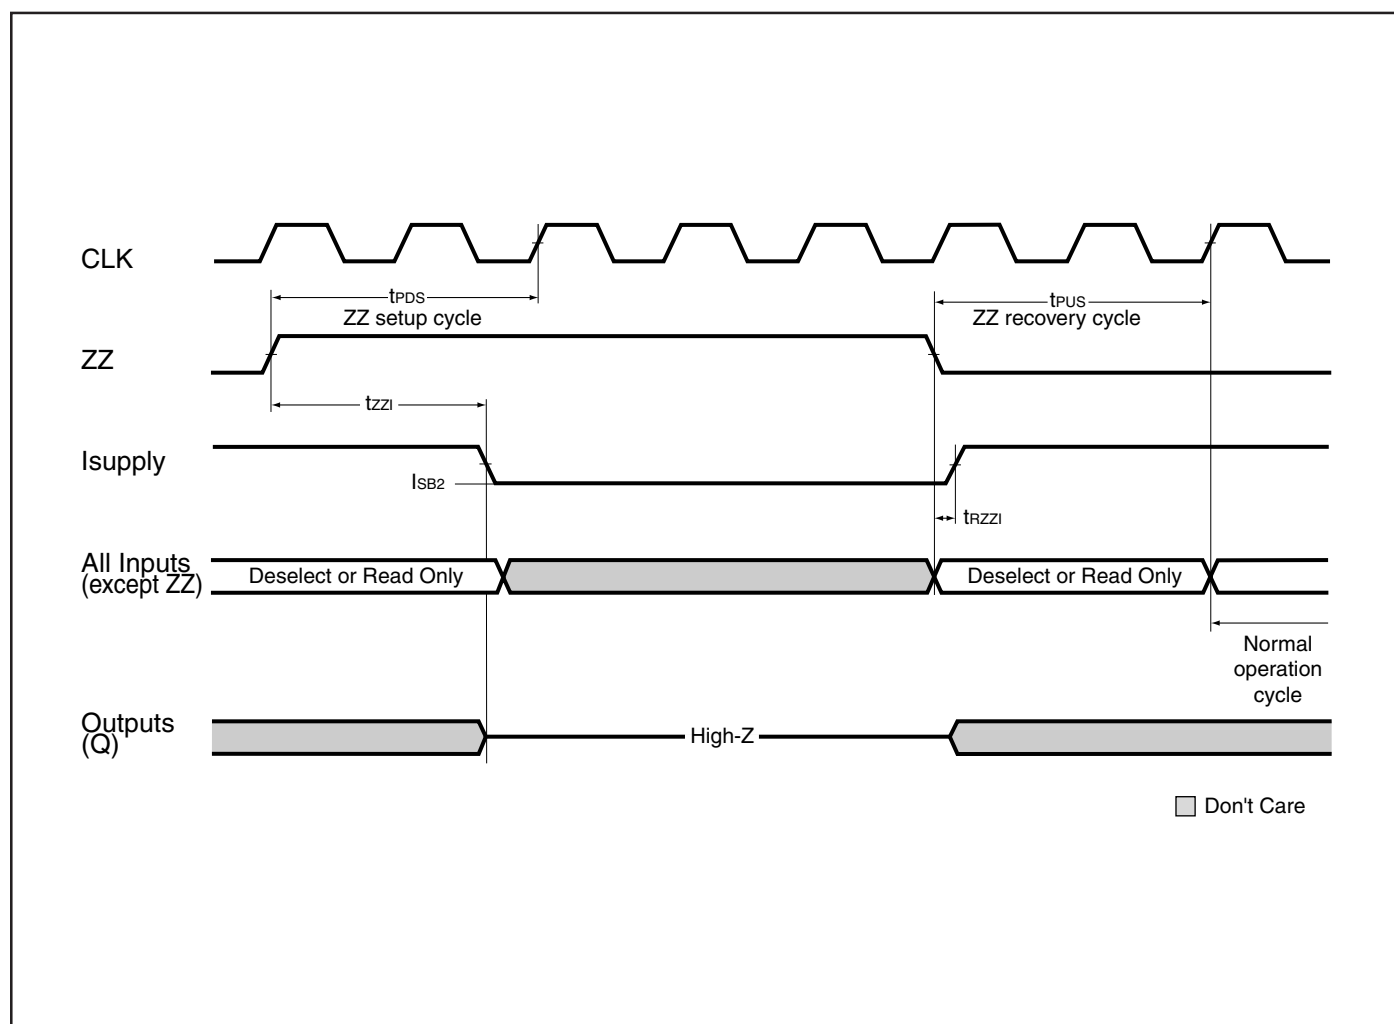 CLK
tPDS
ZZ setup cycle
tPUS
ZZ recovery cycle
ZZ
tZZI
Isupply
ISB2
tRZZI
All Inputs
(except ZZ)
Deselect or Read Only
Deselect or Read Only
Normal
operation
cycle
Outputs
(Q)
High-Z
Don't Care